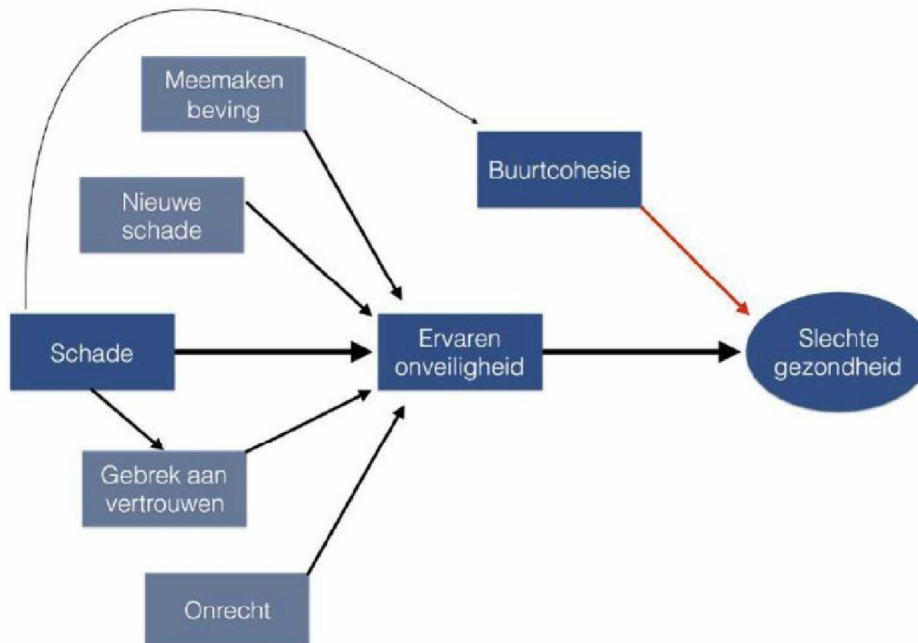 Meemaken
beving
Buurtcohesie
Nieuwe
schade
Schade
Ervaren
onveiligheid
Slechte
gezondheid
Gebrek aan
vertrouwen
Onrecht